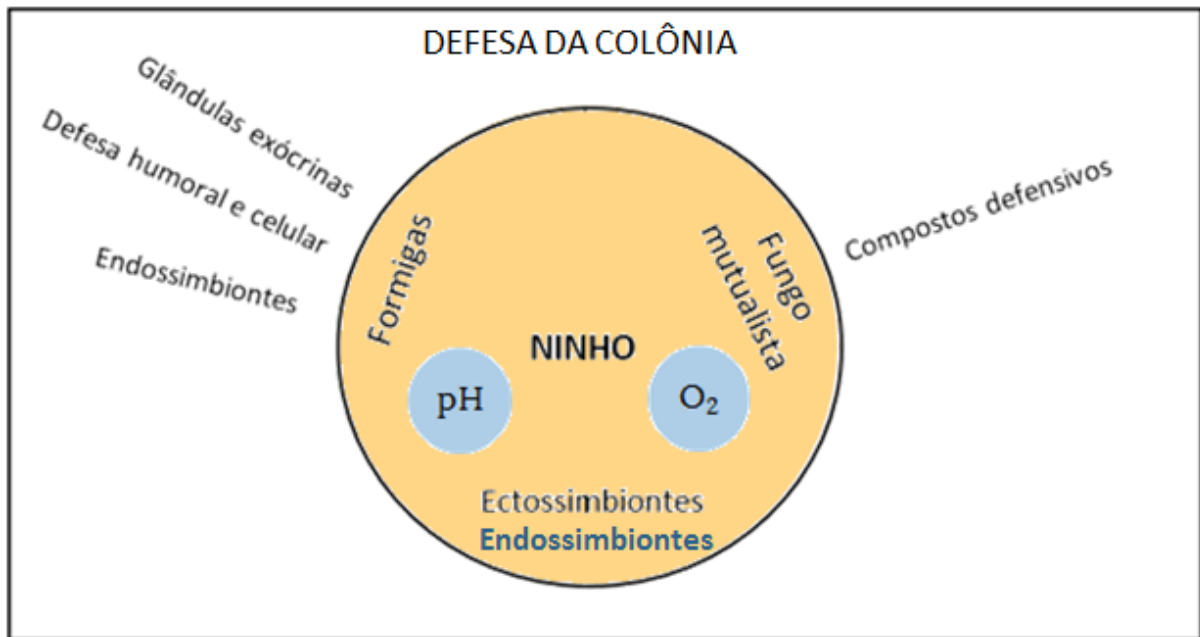 DEFESA DA COLÔNIA
Glândulas exócrinas
Defesa humoral e celular
Endossimbiontes
Formigas
Fungo
mutualista
Compostos defensivos
NINHO
pH
O₂
Ectossimbiontes
Endossimbiontes